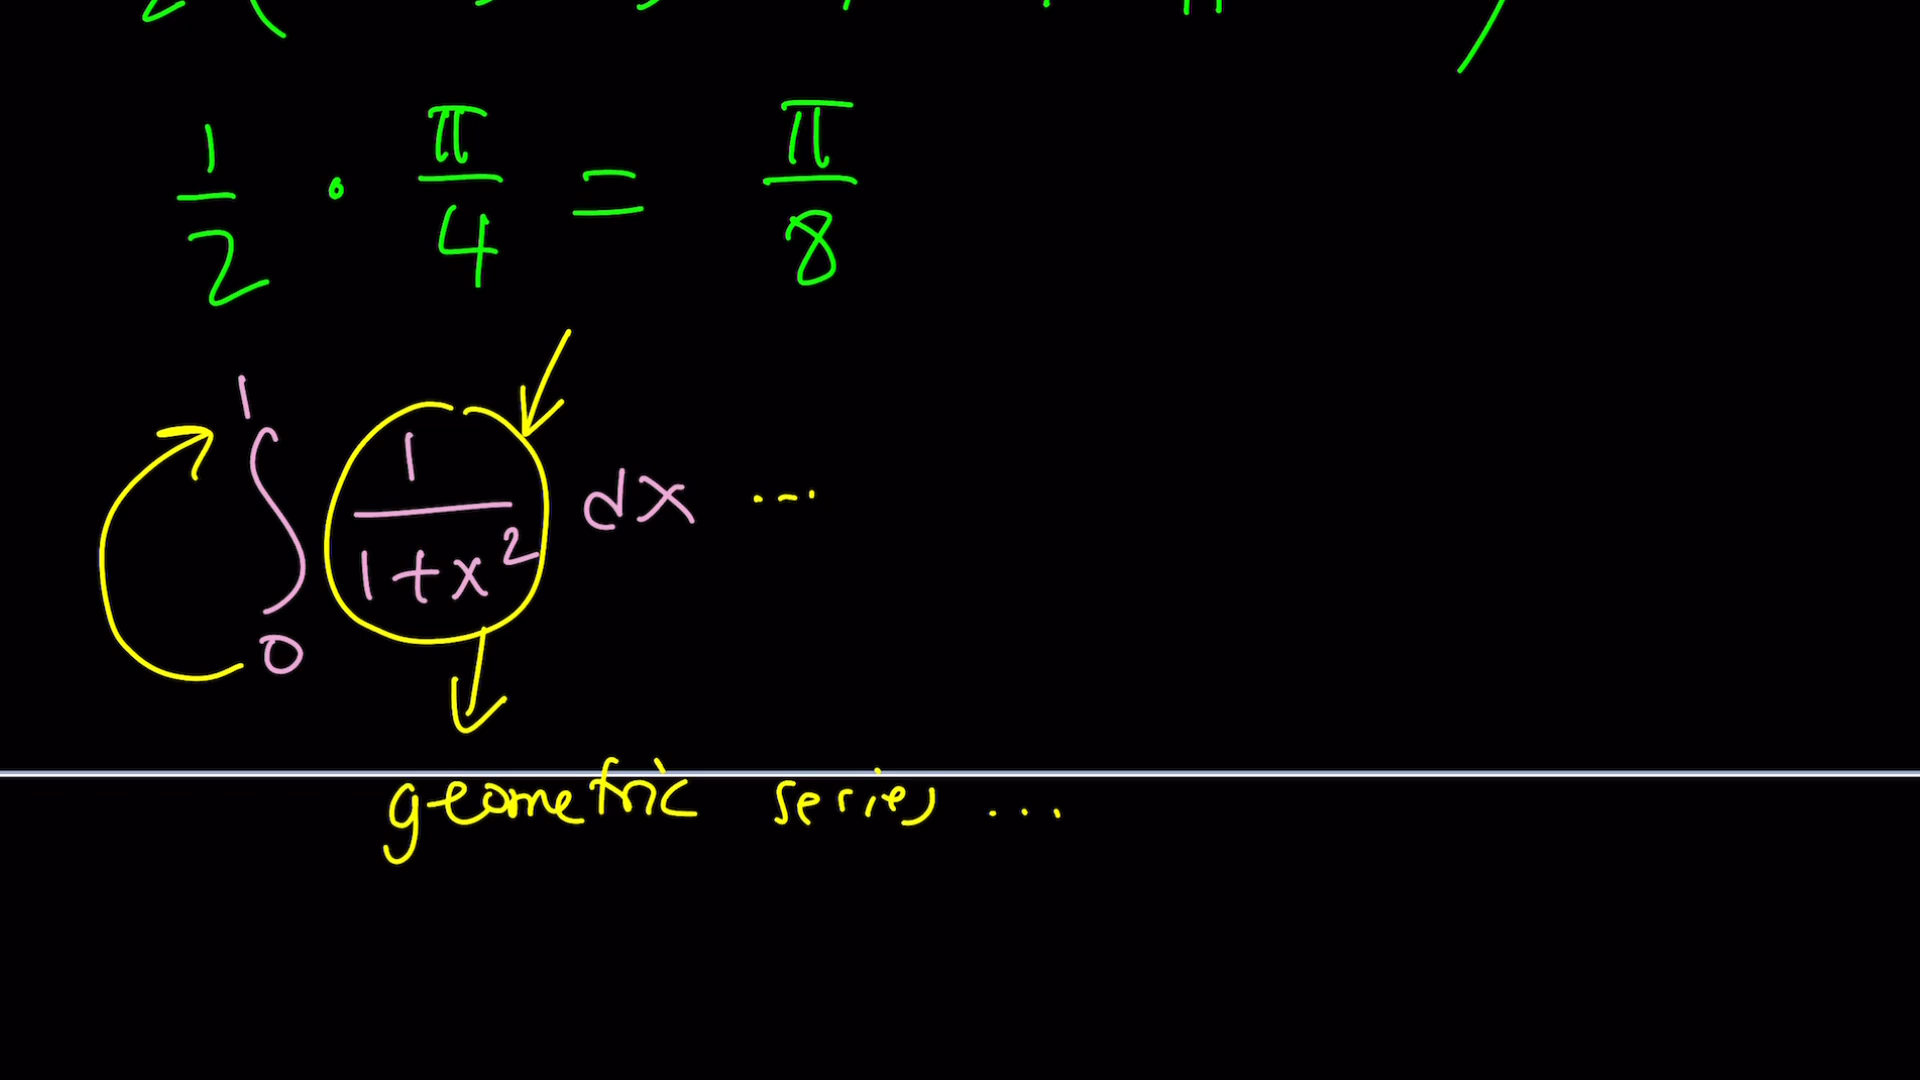 1/2 · π/4 = π/8
∫₀¹ 1/(1+x²) dx ...
geometric series ...